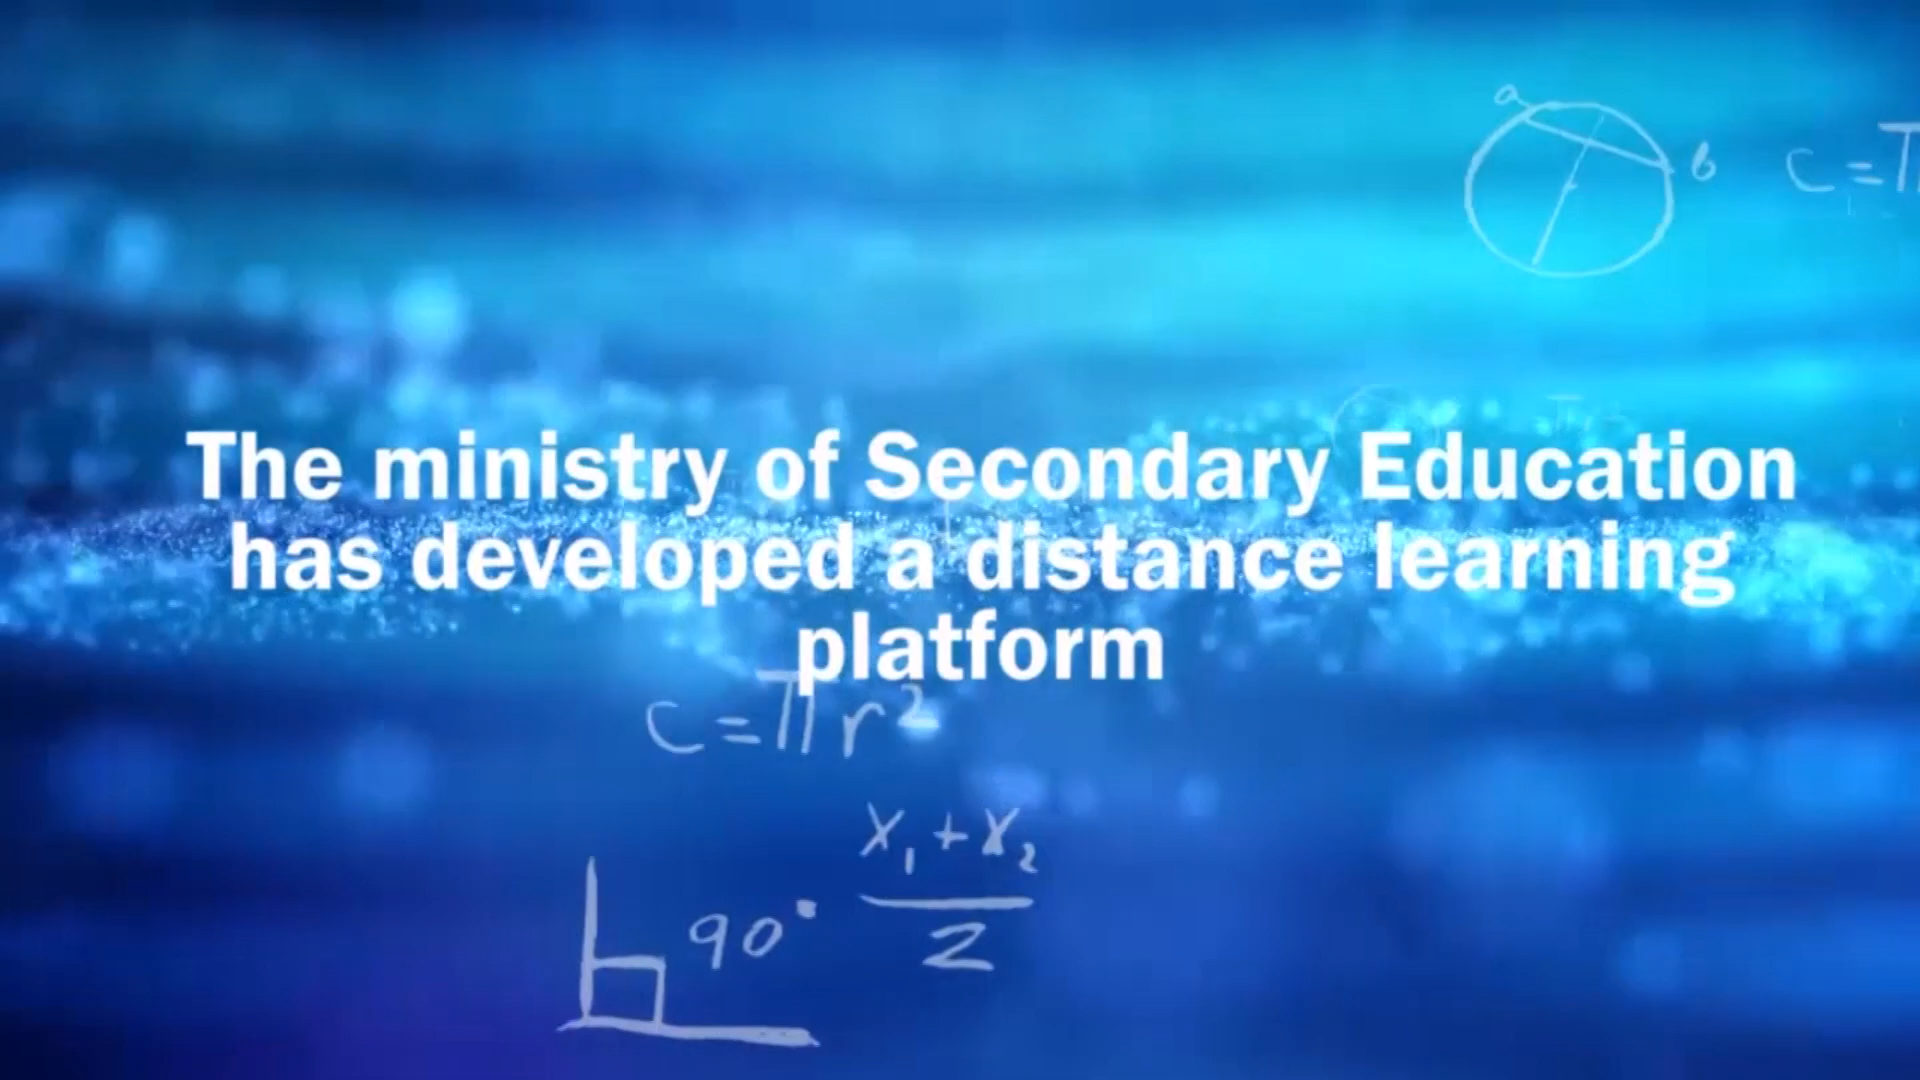 a
b
c=π
The ministry of Secondary Education
has developed a distance learning
platform
c=πr²
x₁+x₂
2
90°